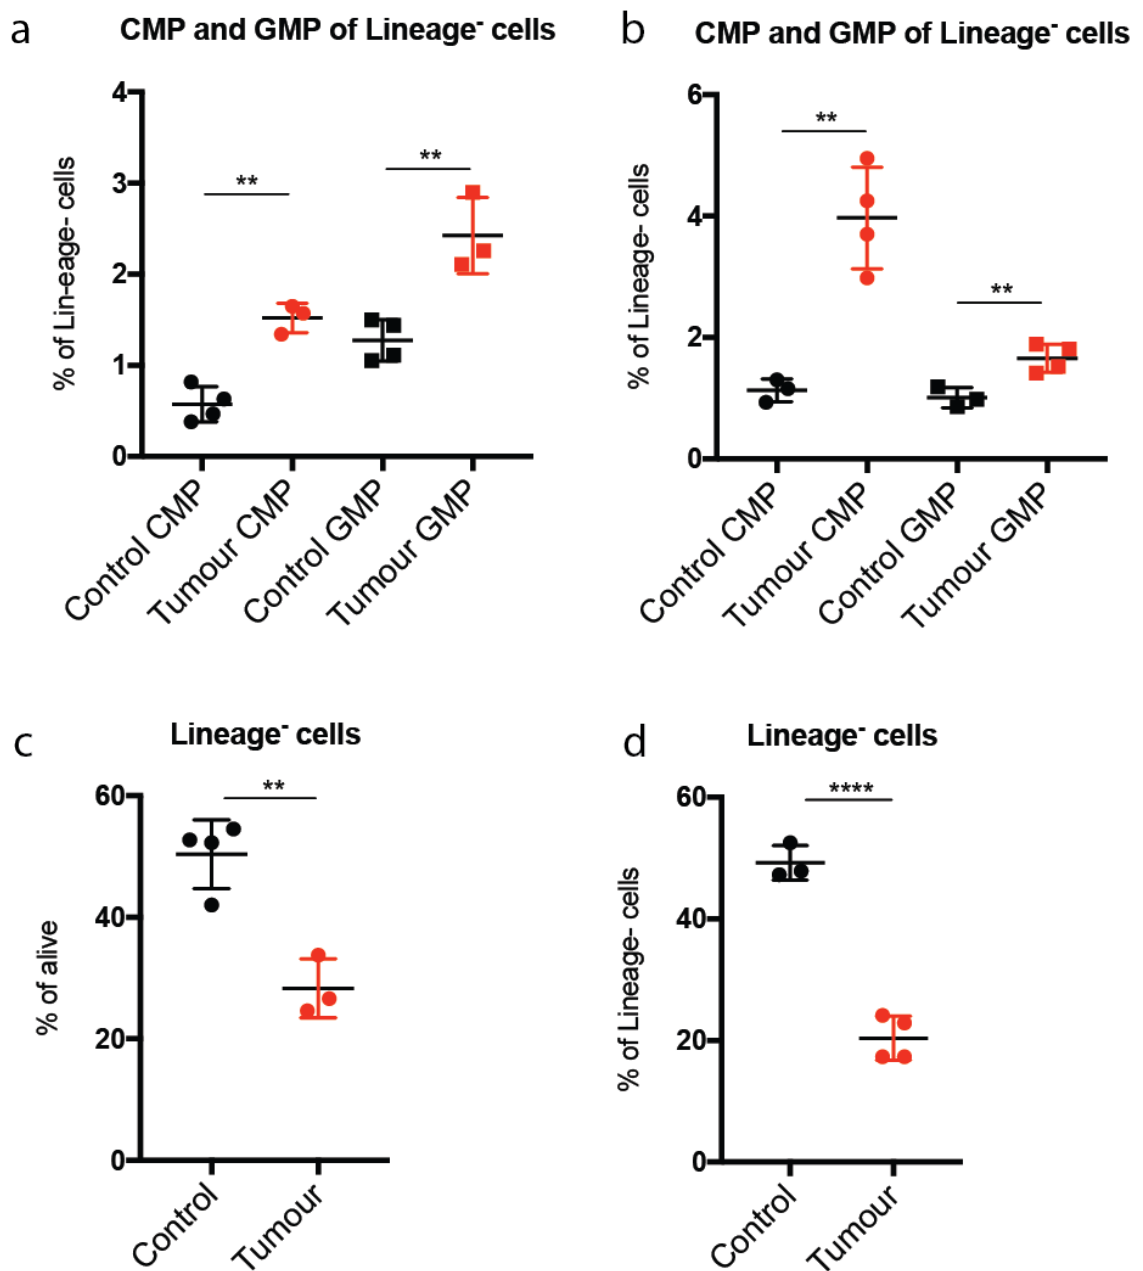 a
CMP and GMP of Lineage⁻ cells
% of Lin-eage- cells
4
3
2
1
0
**
**
Control CMP
Tumour CMP
Control GMP
Tumour GMP
b
CMP and GMP of Lineage⁻ cells
% of Lineage- cells
6
4
2
0
**
**
Control CMP
Tumour CMP
Control GMP
Tumour GMP
c
Lineage⁻ cells
% of alive
60
40
20
0
**
Control
Tumour
d
Lineage⁻ cells
% of Lineage- cells
60
40
20
0
****
Control
Tumour